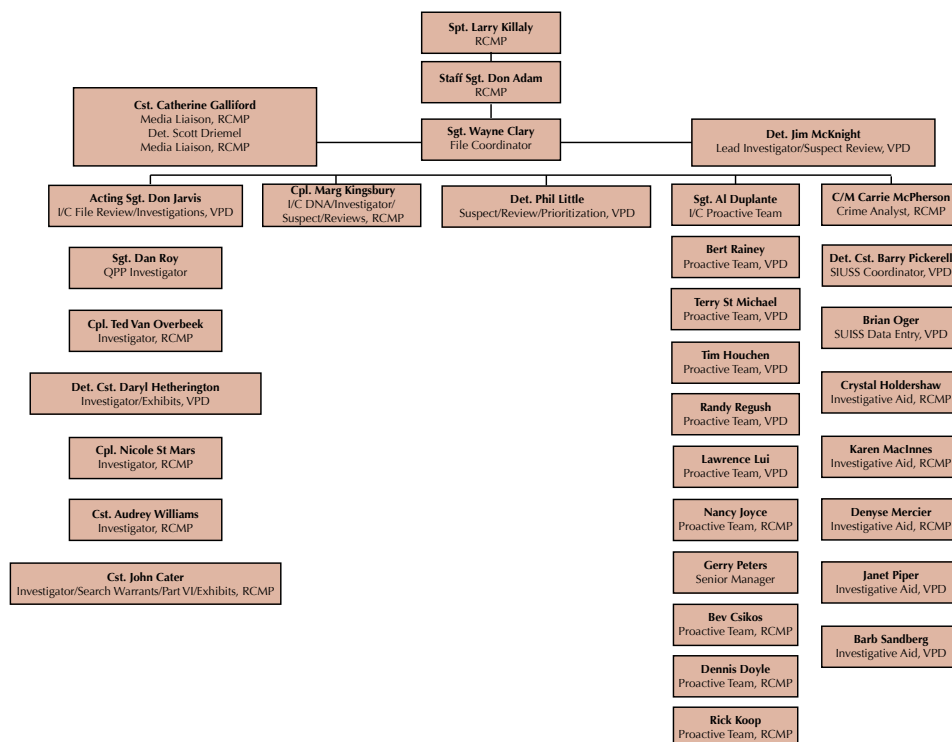 Spt. Larry Killaly
RCMP
Staff Sgt. Don Adam
RCMP
Cst. Catherine Galliford
Media Liaison, RCMP
Det. Scott Driemel
Media Liaison, RCMP
Sgt. Wayne Clary
File Coordinator
Det. Jim McKnight
Lead Investigator/Suspect Review, VPD
Acting Sgt. Don Jarvis
I/C File Review/Investigations, VPD
Sgt. Dan Roy
QPP Investigator
Cpl. Ted Van Overbeek
Investigator, RCMP
Det. Cst. Daryl Hetherington
Investigator/Exhibits, VPD
Cpl. Nicole St Mars
Investigator, RCMP
Cst. Audrey Williams
Investigator, RCMP
Cst. John Cater
Investigator/Search Warrants/Part VI/Exhibits, RCMP
Cpl. Marg Kingsbury
I/C DNA/Investigator/
Suspect/Reviews, RCMP
Det. Phil Little
Suspect/Review/Prioritization, VPD
Sgt. Al Duplante
I/C Proactive Team
Bert Rainey
Proactive Team, VPD
Terry St Michael
Proactive Team, VPD
Tim Houchen
Proactive Team, VPD
Randy Regush
Proactive Team, VPD
Lawrence Lui
Proactive Team, VPD
Nancy Joyce
Proactive Team, RCMP
Gerry Peters
Senior Manager
Bev Csikos
Proactive Team, RCMP
Dennis Doyle
Proactive Team, RCMP
Rick Koop
Proactive Team, RCMP
C/M Carrie McPherson
Crime Analyst, RCMP
Det. Cst. Barry Pickerell
SIUSS Coordinator, VPD
Brian Oger
SUISS Data Entry, VPD
Crystal Holdershaw
Investigative Aid, RCMP
Karen MacInnes
Investigative Aid, RCMP
Denyse Mercier
Investigative Aid, RCMP
Janet Piper
Investigative Aid, VPD
Barb Sandberg
Investigative Aid, VPD